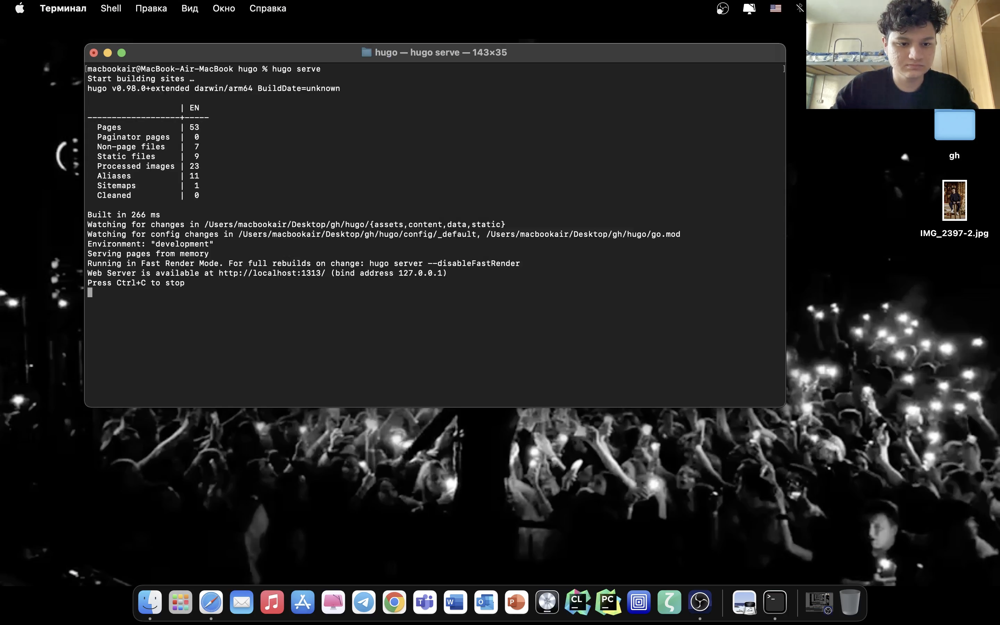 Терминал Shell Правка Вид Окно Справка
hugo — hugo serve — 143×35
[macbookair@MacBook-Air-MacBook hugo % hugo serve ]
Start building sites …
hugo v0.98.0+extended darwin/arm64 BuildDate=unknown
| EN
-------------------+-----
Pages | 53
Paginator pages | 0
Non-page files | 7
Static files | 9
Processed images | 23
Aliases | 11
Sitemaps | 1
Cleaned | 0
Built in 266 ms
Watching for changes in /Users/macbookair/Desktop/gh/hugo/{assets,content,data,static}
Watching for config changes in /Users/macbookair/Desktop/gh/hugo/config/_default, /Users/macbookair/Desktop/gh/hugo/go.mod
Environment: "development"
Serving pages from memory
Running in Fast Render Mode. For full rebuilds on change: hugo server --disableFastRender
Web Server is available at http://localhost:1313/ (bind address 127.0.0.1)
Press Ctrl+C to stop
gh
IMG_2397-2.jpg
T W O P CL PC ζ >_